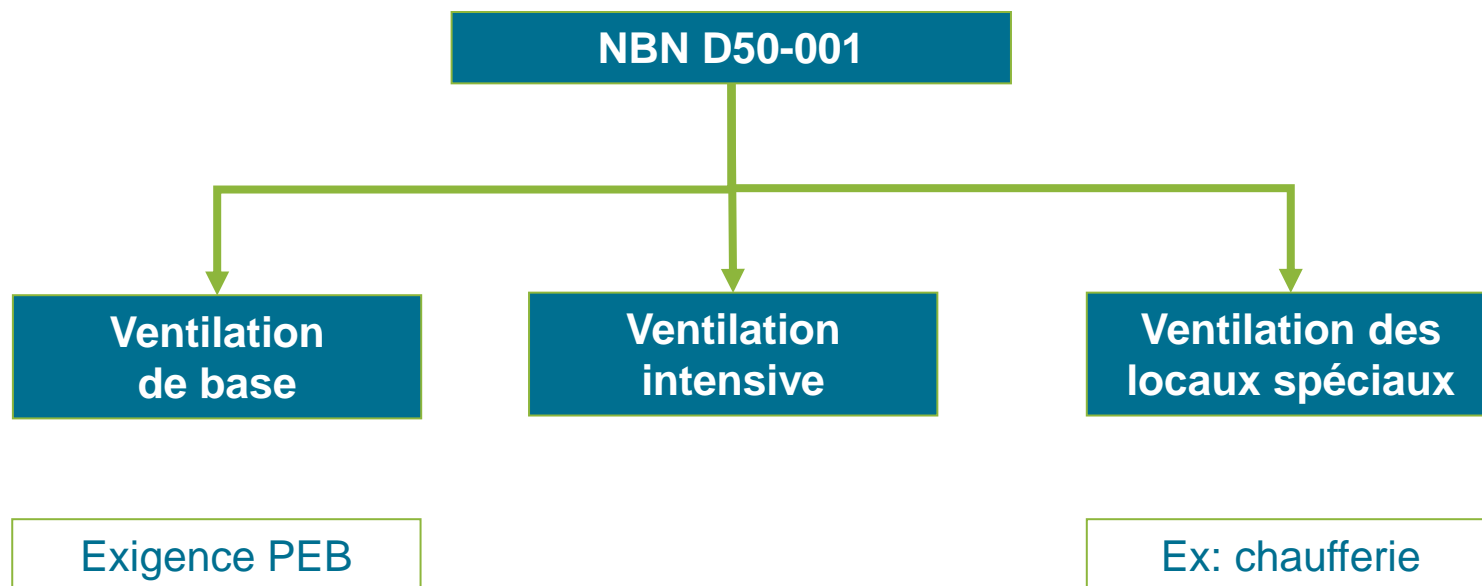 NBN D50-001
Ventilation
de base
Ventilation
intensive
Ventilation des
locaux spéciaux
Exigence PEB
Ex: chaufferie